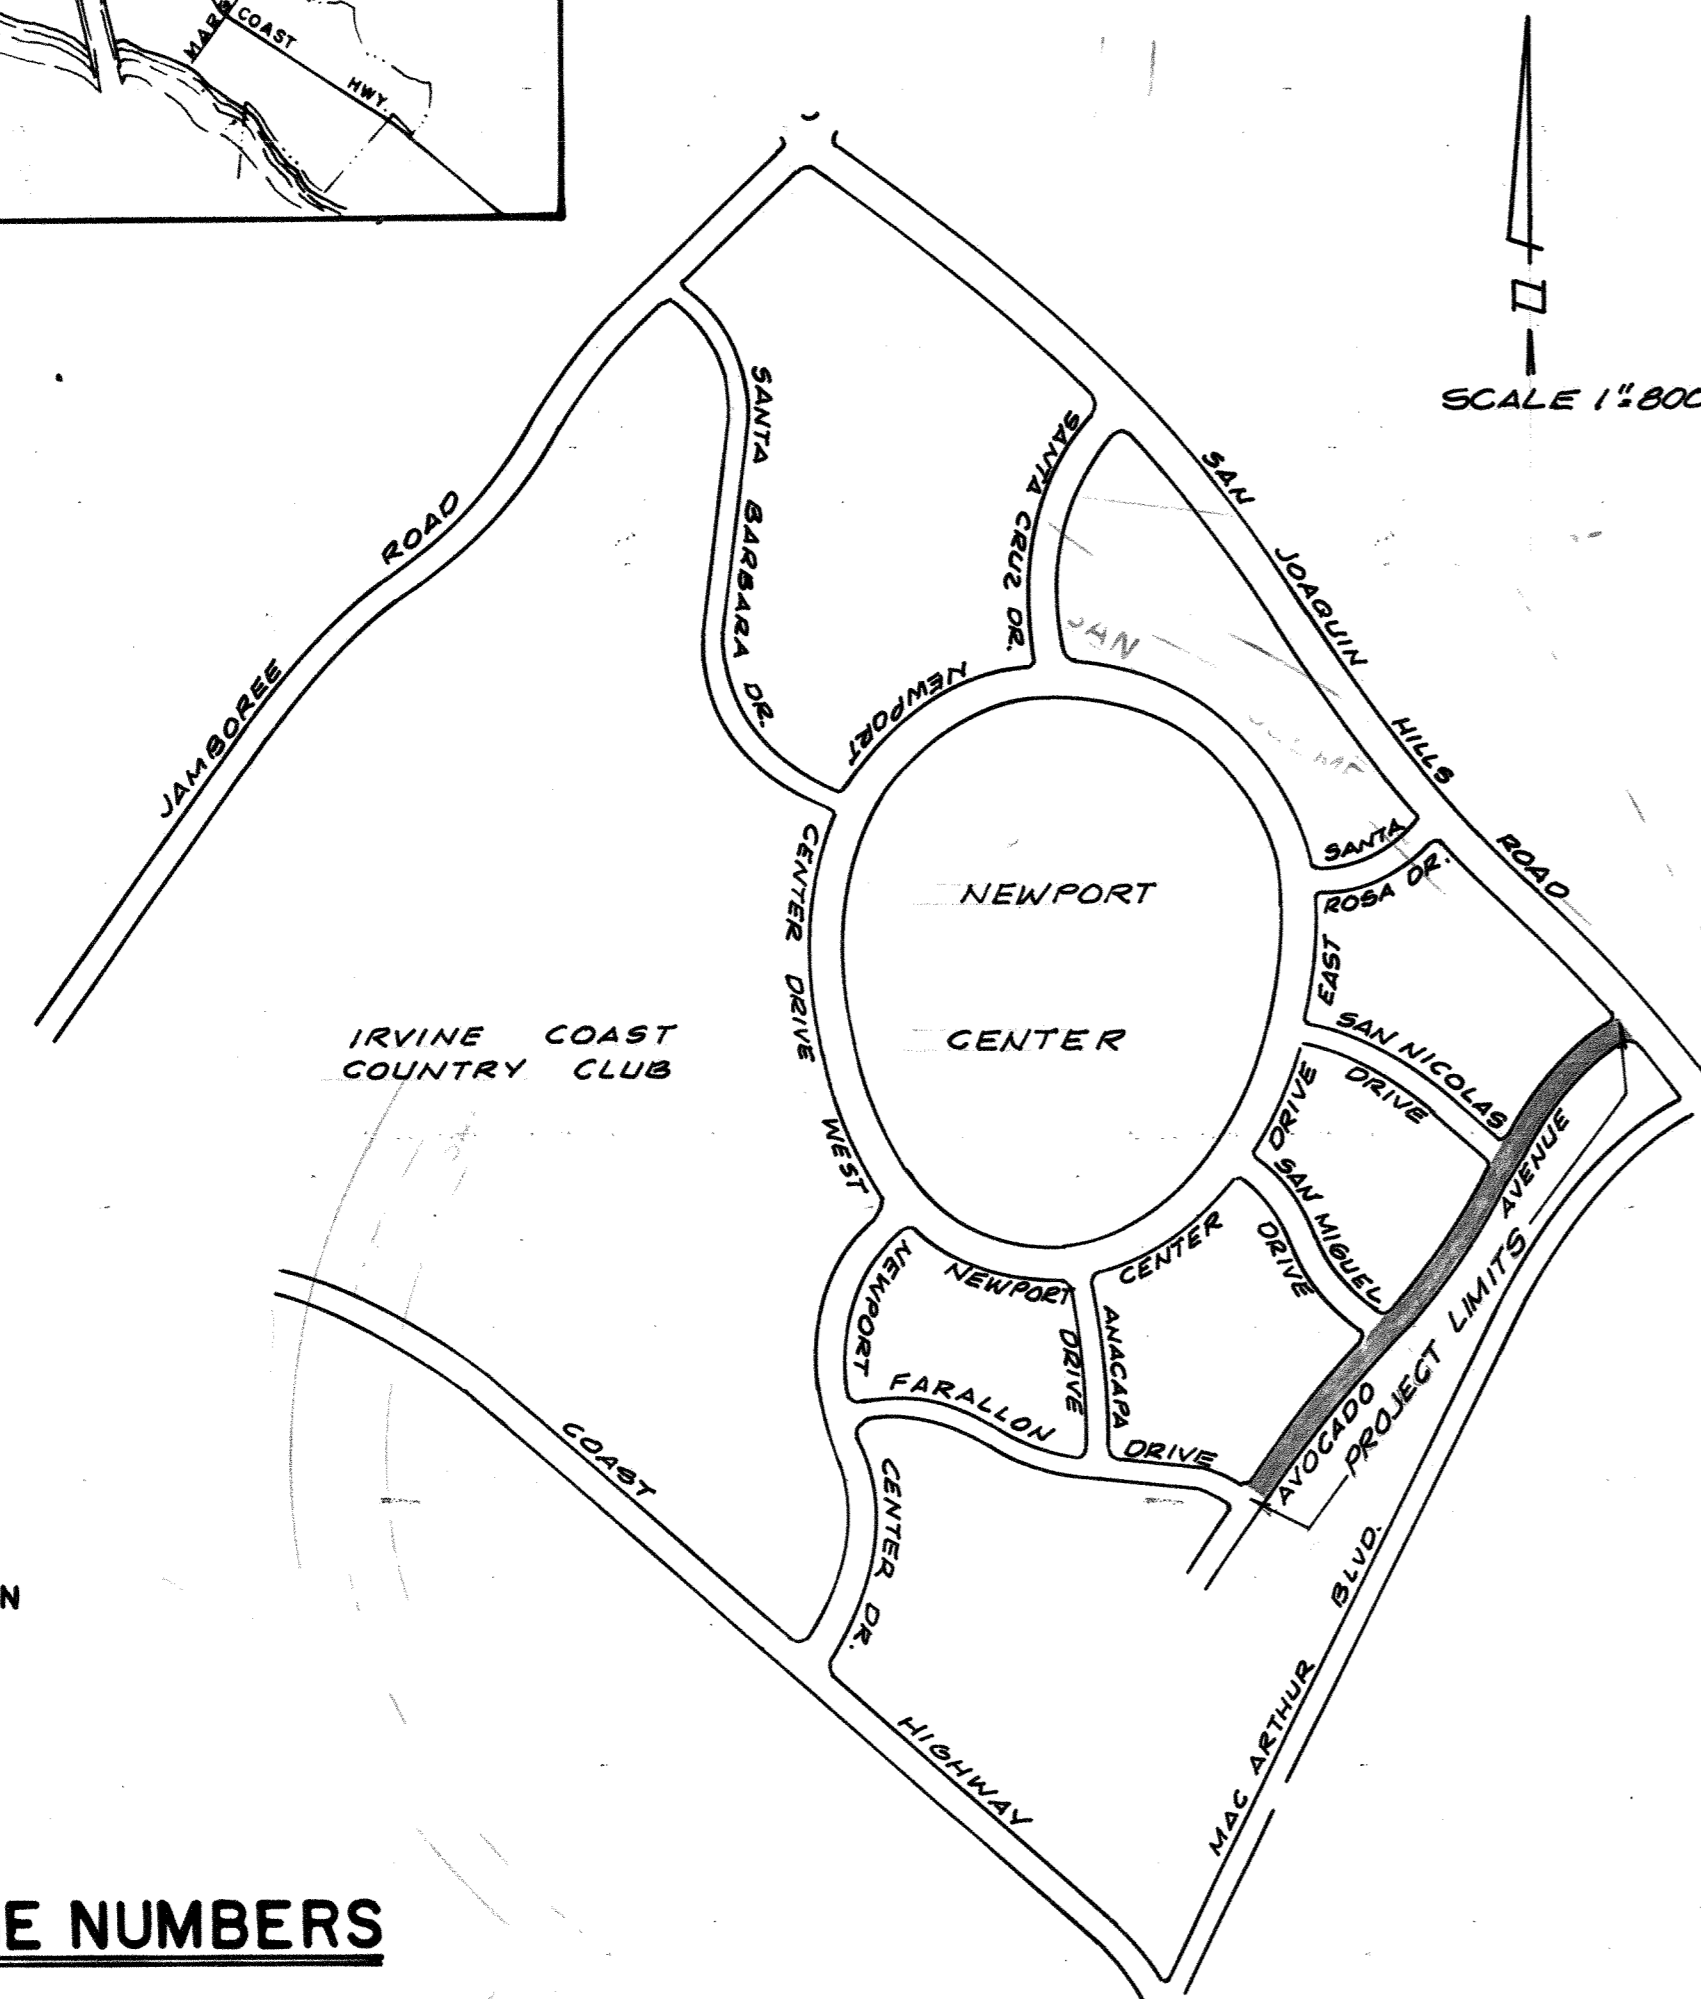 MAR
COAST
HWY.
SCALE 1"=800
JAMBOREE ROAD
SANTA BARBARA DR.
SANTA CRUZ DR.
SAN JOAQUIN HILLS ROAD
SAN
NEWPORT
CENTER DRIVE
WEST
SANTA
ROSA DR.
EAST
NEWPORT
CENTER
SAN NICOLAS
DRIVE
IRVINE COAST
COUNTRY CLUB
DRIVE
SAN MIGUEL
DRIVE
AVENUE
NEWPORT
CENTER
NEWPORT
DRIVE
ANACAPA
FARALLON
DRIVE
AVOCADO
PROJECT LIMITS
CENTER DR.
COAST
HIGHWAY
MAC ARTHUR BLVD.
N
E NUMBERS